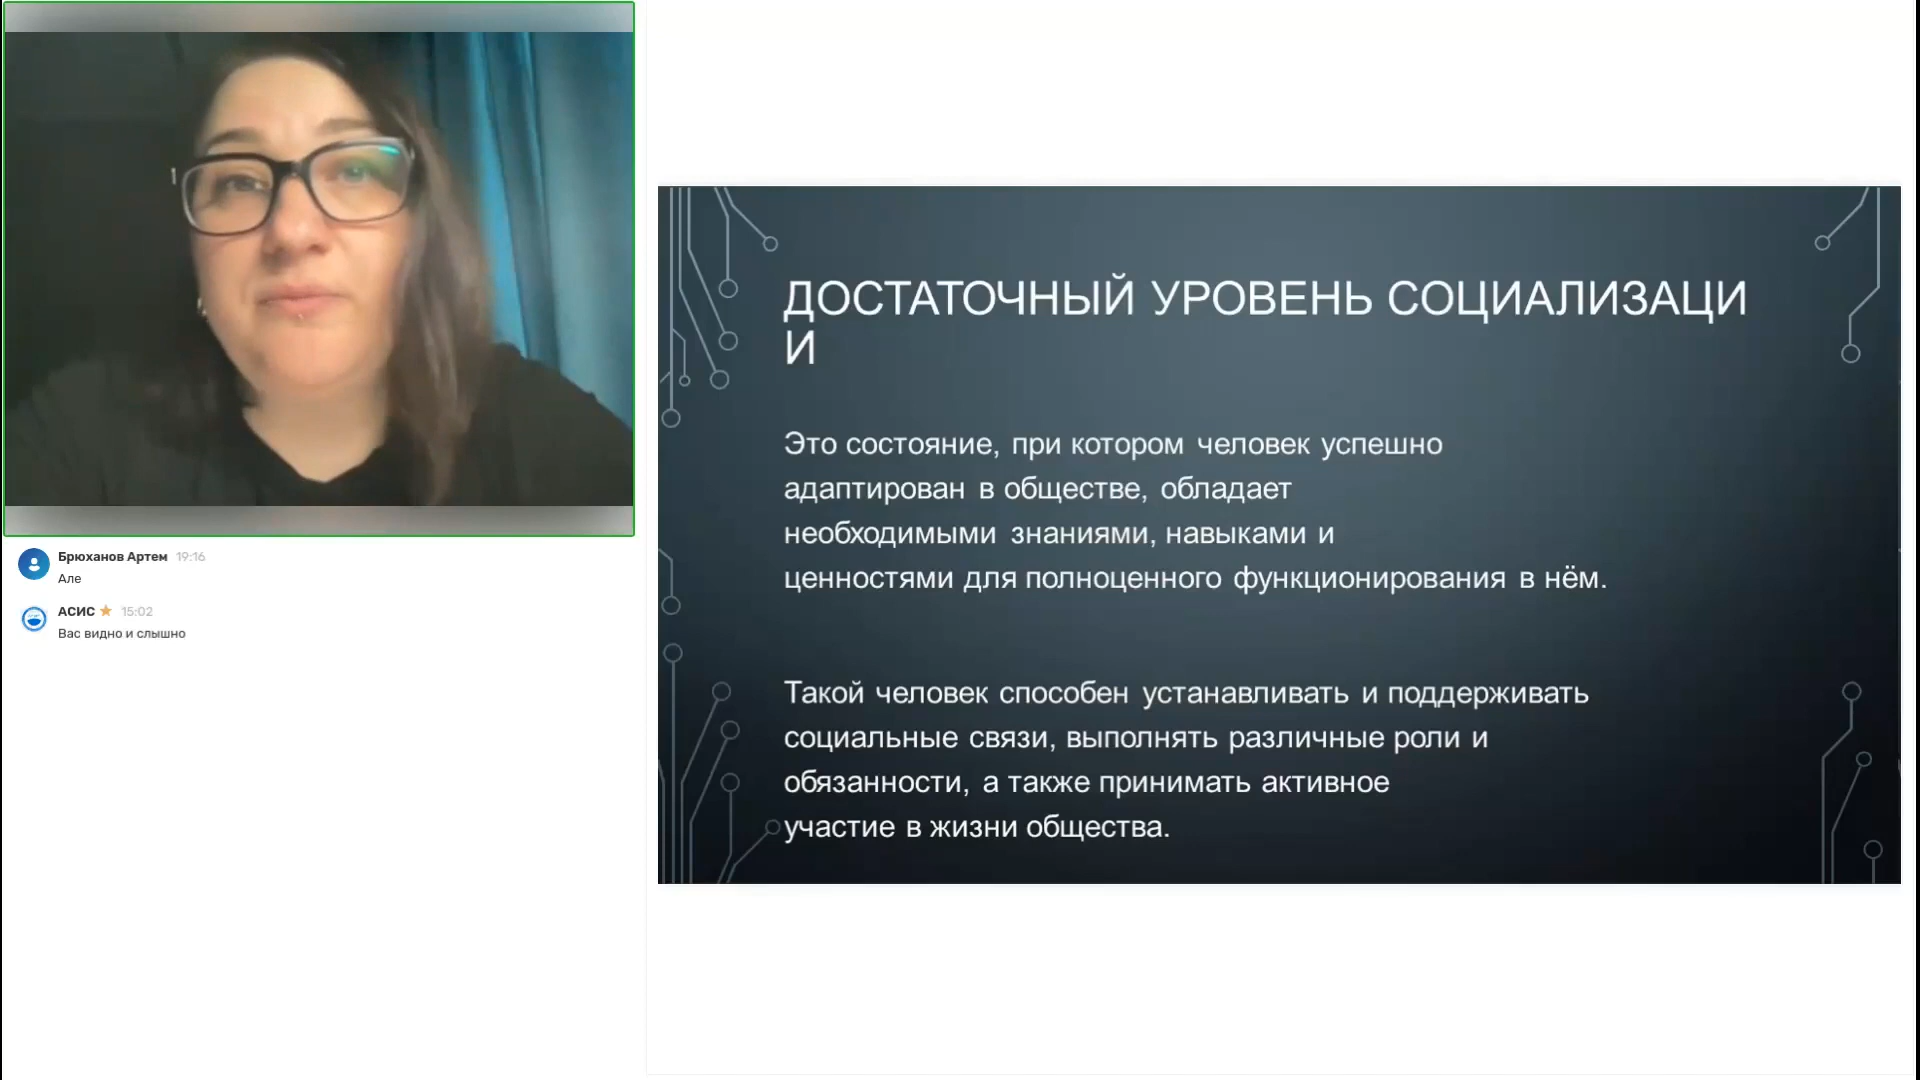 Брюханов Артем 19:16
Але
АСИС 15:02
Вас видно и слышно
ДОСТАТОЧНЫЙ УРОВЕНЬ СОЦИАЛИЗАЦИ
И
Это состояние, при котором человек успешно
адаптирован в обществе, обладает
необходимыми знаниями, навыками и
ценностями для полноценного функционирования в нём.
Такой человек способен устанавливать и поддерживать
социальные связи, выполнять различные роли и
обязанности, а также принимать активное
участие в жизни общества.